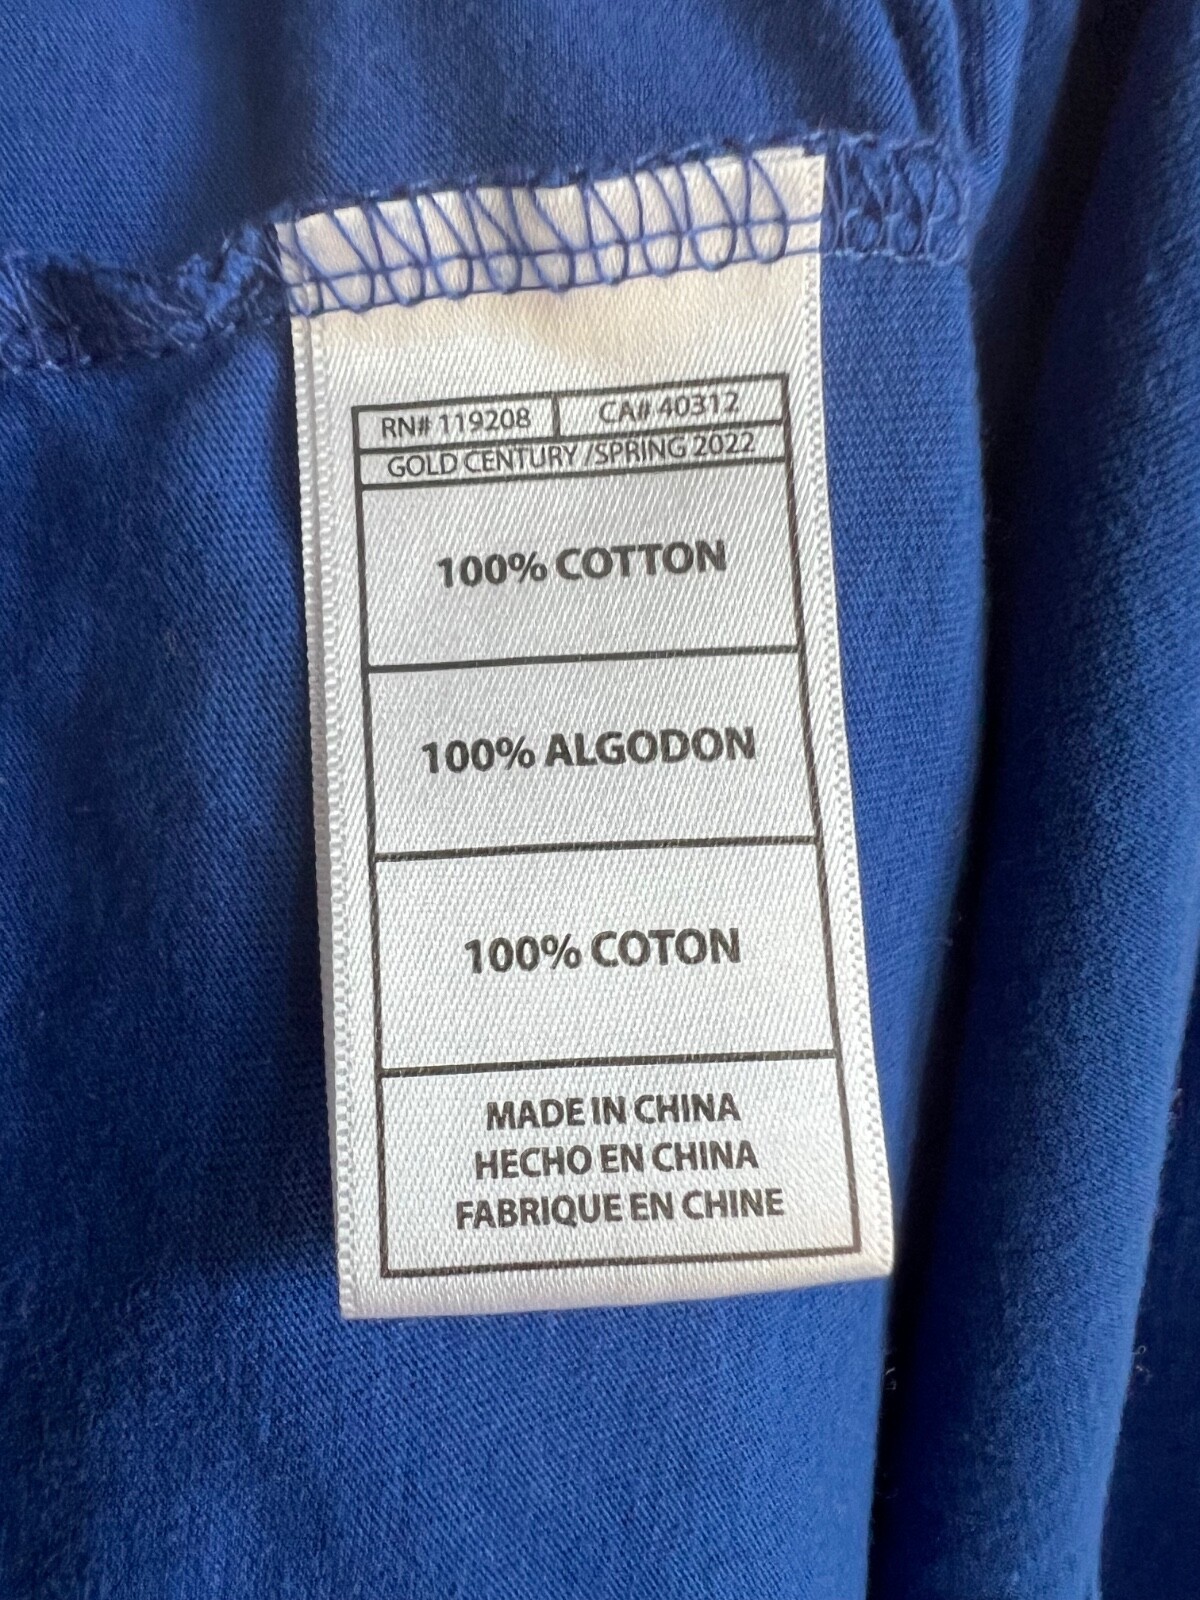 RN# 119208 CA# 40312
GOLD CENTURY /SPRING 2022
100% COTTON
100% ALGODON
100% COTON
MADE IN CHINA
HECHO EN CHINA
FABRIQUE EN CHINE